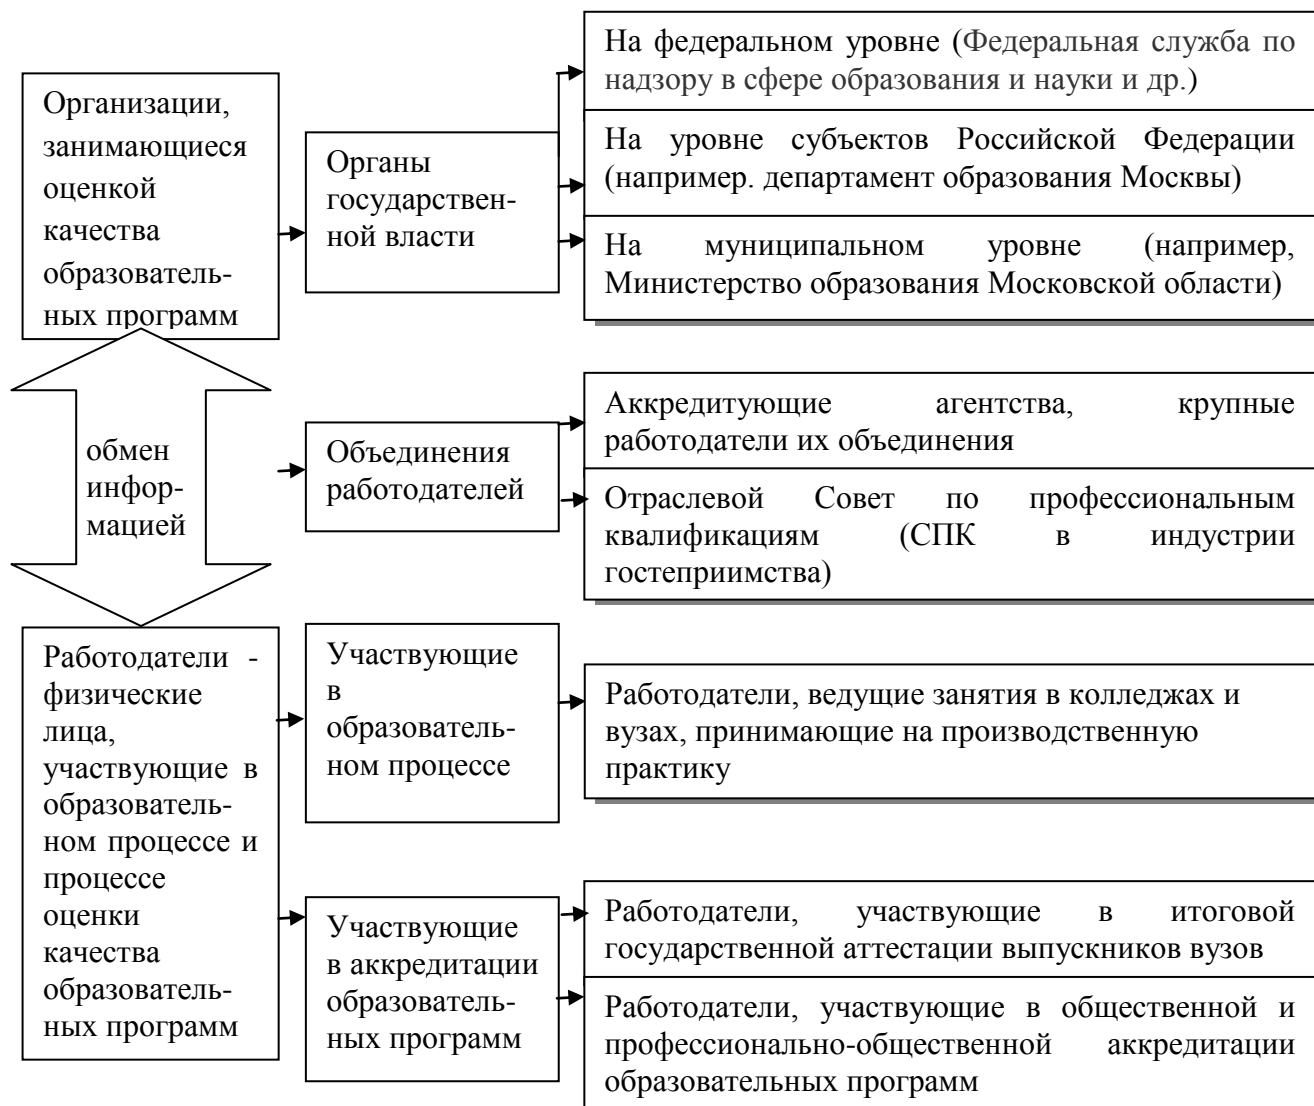 Организации,
занимающиеся
оценкой
качества
образователь-
ных программ
Органы
государствен-
ной власти
На федеральном уровне (Федеральная служба по
надзору в сфере образования и науки и др.)
На уровне субъектов Российской Федерации
(например. департамент образования Москвы)
На муниципальном уровне (например,
Министерство образования Московской области)
обмен
инфор-
мацией
Объединения
работодателей
Аккредитующие агентства, крупные
работодатели их объединения
Отраслевой Совет по профессиональным
квалификациям (СПК в индустрии
гостеприимства)
Работодатели -
физические
лица,
участвующие в
образователь-
ном процессе и
процессе
оценки
качества
образователь-
ных программ
Участвующие
в
образователь-
ном процессе
Работодатели, ведущие занятия в колледжах и
вузах, принимающие на производственную
практику
Участвующие
в аккредитации
образователь-
ных программ
Работодатели, участвующие в итоговой
государственной аттестации выпускников вузов
Работодатели, участвующие в общественной и
профессионально-общественной аккредитации
образовательных программ